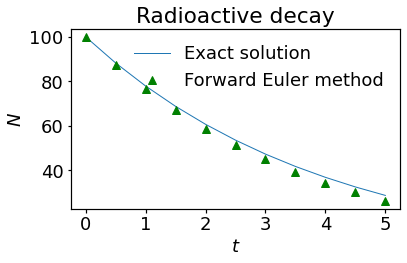 Radioactive decay
100
80
60
40
N
Exact solution
Forward Euler method
0 1 2 3 4 5
t